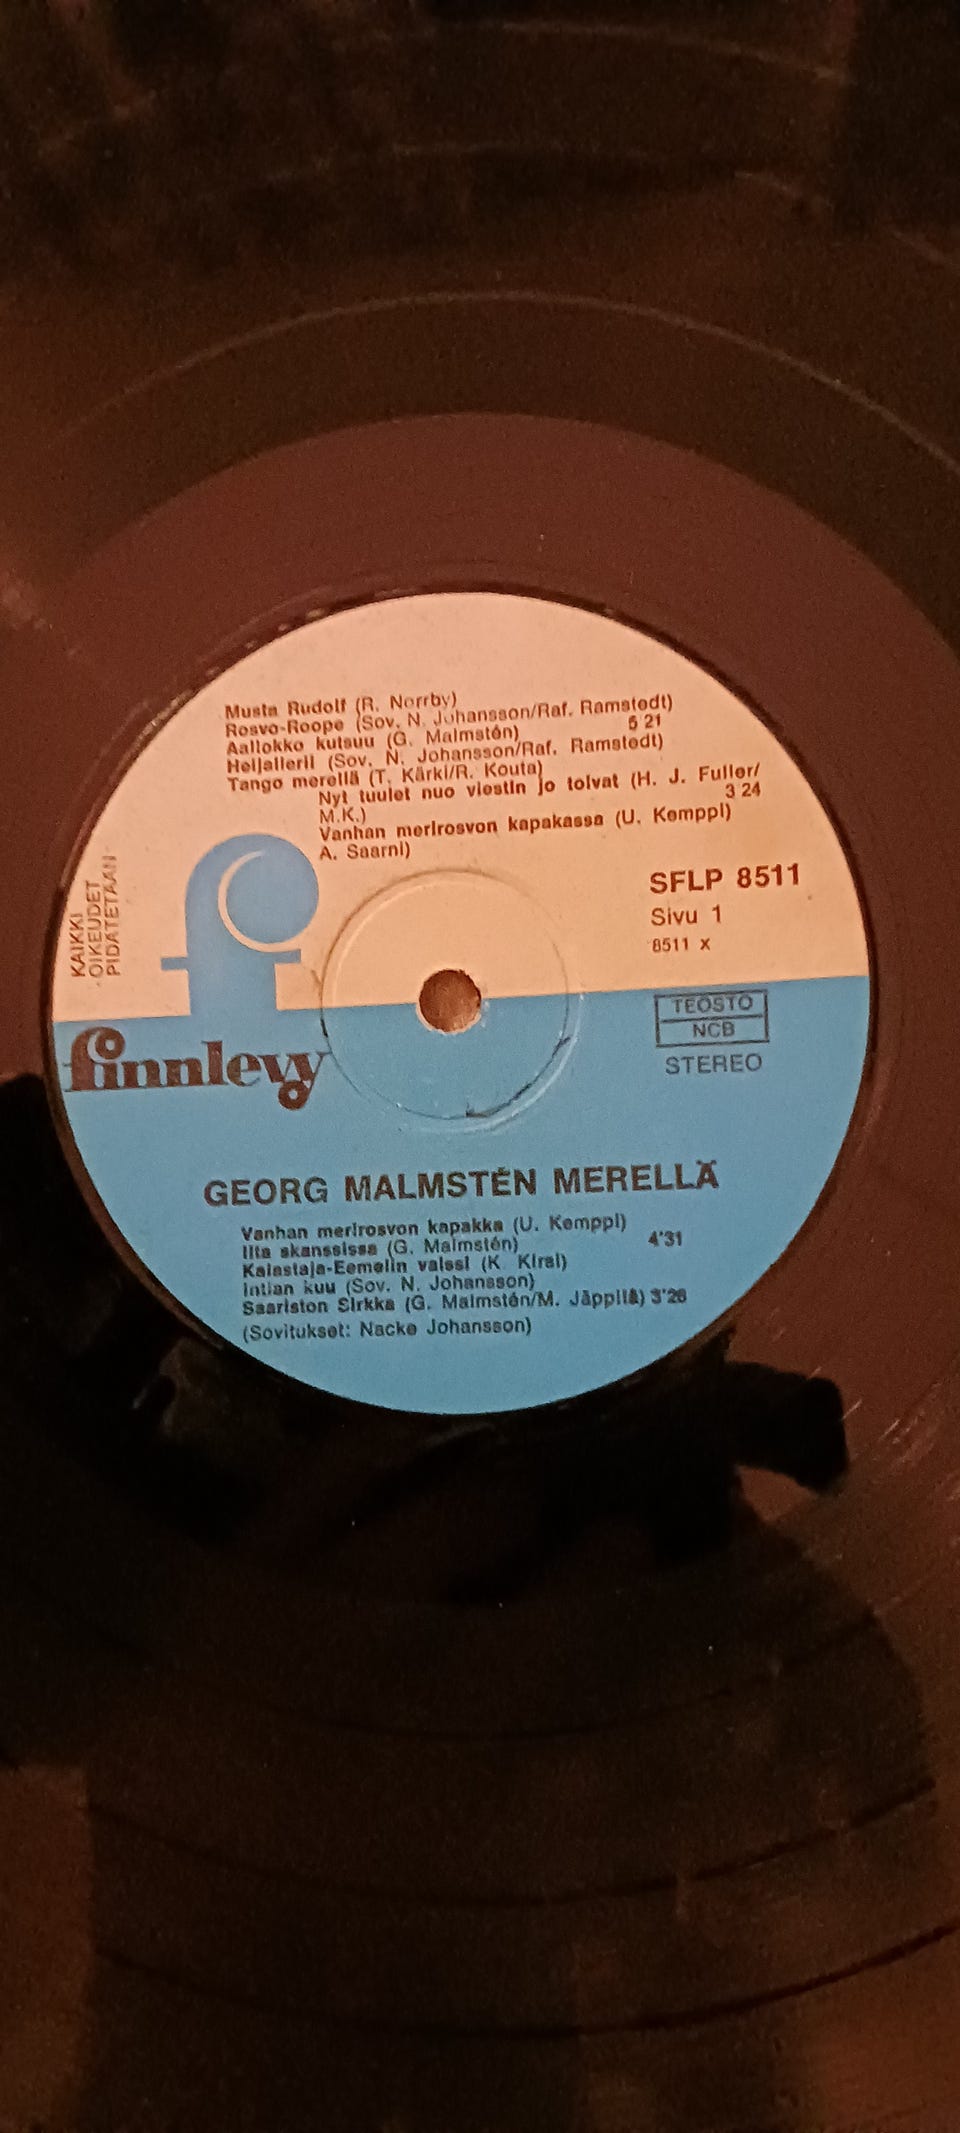 Musta Rudolf (R. Norrby)
Rosvo-Roope (Sov. N. Johansson/Raf. Ramstedt)
5 21
Aallokko kutsuu (G. Malmstén)
Heijallerii (Sov. N. Johansson/Raf. Ramstedt)
Tango merellä (T. Kärki/R. Kouta)
Nyt tuulet nuo viestin jo toivat (H. J. Fuller/
M.K.) 3 24
Vanhan merirosvon kapakassa (U. Kemppi/
A. Saarni)
KAIKKI
OIKEUDET
PIDÄTETÄÄN
SFLP 8511
Sivu 1
8511 x
f
finnlevy
TEOSTO
NCB
STEREO
GEORG MALMSTÉN MERELLÄ
Vanhan merirosvon kapakka (U. Kemppi)
Iita skanssissa (G. Malmstén) 4'31
Kalastaja-Eemelin valssi (K. Kirsi)
Intian kuu (Sov. N. Johansson)
Saariston Sirkka (G. Malmstén/M. Jäppilä) 3'26
(Sovitukset: Nacke Johansson)